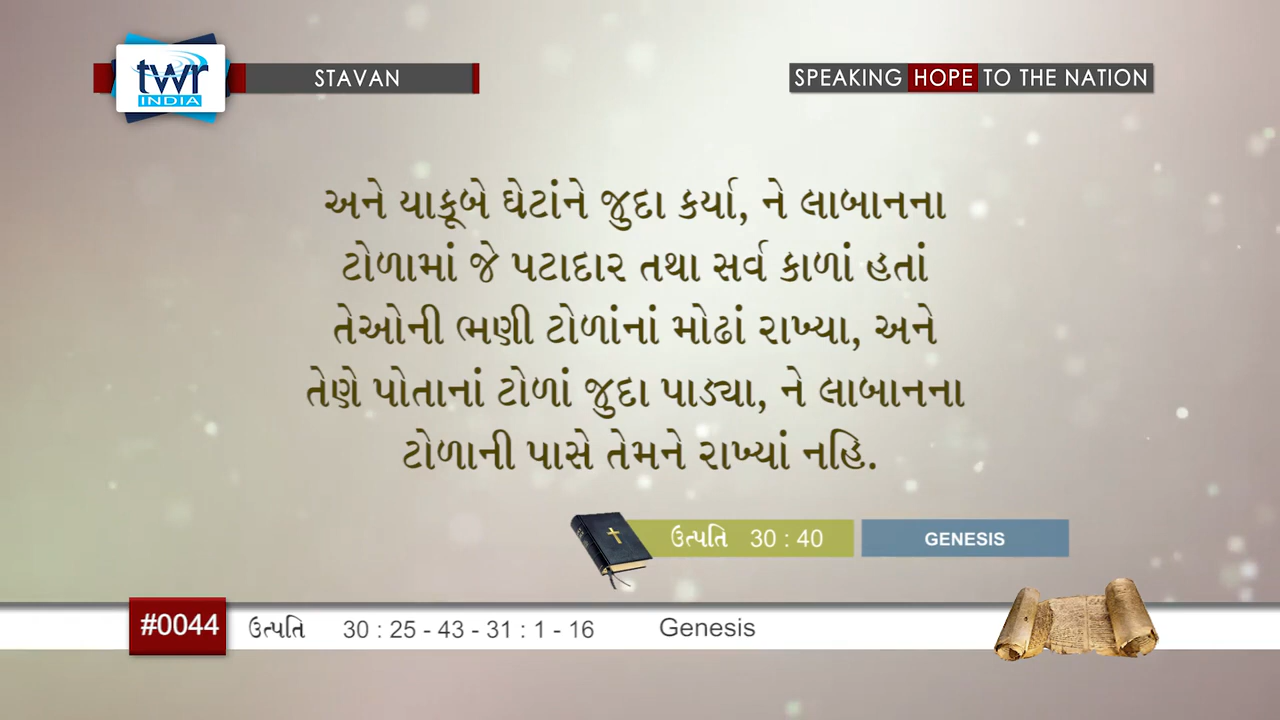 twr
INDIA
STAVAN
SPEAKING HOPE TO THE NATION
અને યાકૂબે ઘેટાંને જુદા કર્યા, ને લાબાનના
ટોળામાં જે પટાદાર તથા સર્વ કાળાં હતાં
તેઓની ભણી ટોળાંનાં મોઢાં રાખ્યા, અને
તેણે પોતાનાં ટોળાં જુદા પાડ્યા, ને લાબાનના
ટોળાની પાસે તેમને રાખ્યાં નહિ.
ઉત્પતિ 30 : 40 GENESIS
#0044 ઉત્પતિ 30 : 25 - 43 - 31 : 1 - 16 Genesis